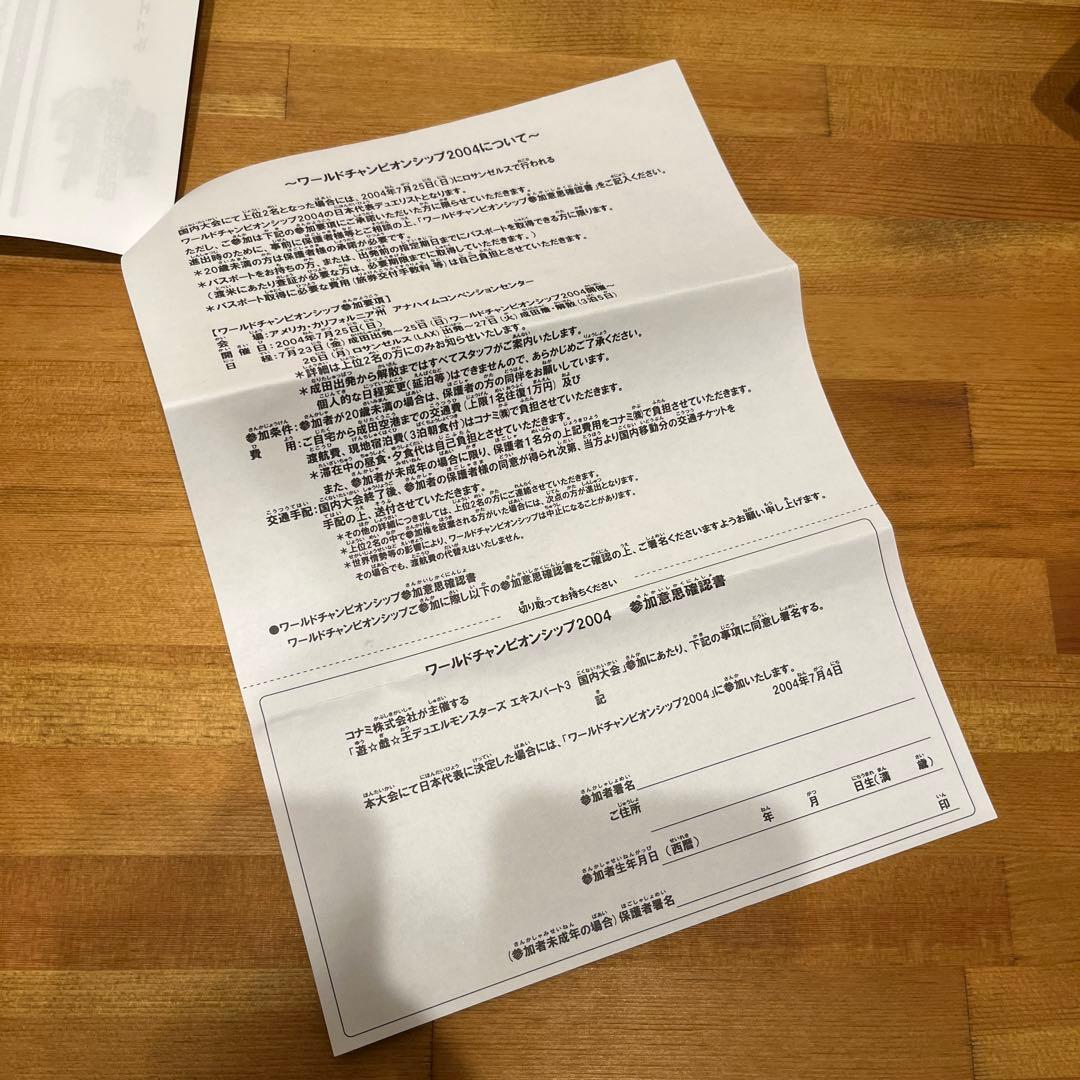 ～ワールドチャンピオンシップ2004について～
国内大会にて上位2名となった場合には、2004年7月25日(日)にロサンゼルスで行われる
ワールドチャンピオンシップ2004の日本代表デュエリストとなります。
ただし、ご参加は下記の参加要項にご承諾いただいた方に限らせていただきます。
進出時のために、事前に保護者様等とご相談の上、「ワールドチャンピオンシップ参加意思確認書」をご記入ください。
＊20歳未満の方は保護者様の承諾が必要です。
＊パスポートをお持ちの方、または、出発前の指定期日までにパスポートを取得できる方に限ります。
(渡米にあたり査証が必要な方は、必要期限までに取得していただきます。)
＊パスポート取得に必要な費用(旅券交付手数料 等)は自己負担とさせていただきます。
【ワールドチャンピオンシップ参加要項】
会 場：アメリカ・カリフォルニア州 アナハイムコンベンションセンター
開 催 日：2004年7月25日(日)
日 程：7月23日(金)成田出発～25日(日)ワールドチャンピオンシップ2004開催～
26日(月)ロサンゼルス(LAX)出発～27日(火)成田着・解散(3泊5日)
＊詳細は上位2名の方にのみお知らせいたします。
＊成田出発から解散まではすべてスタッフがご案内いたします。
個人的な日程変更(延泊等)はできませんので、あらかじめご了承ください。
参加条件：参加者が20歳未満の場合は、保護者の方の同伴をお願いしています。
費 用：ご自宅から成田空港までの交通費(上限1名往復1万円)及び
渡航費、現地宿泊費(3泊朝食付)はコナミ㈱で負担させていただきます。
＊滞在中の昼食・夕食代は自己負担とさせていただきます。
また、参加者が未成年の場合に限り、保護者1名分の上記費用をコナミ㈱で負担させていただきます。
交通手配：国内大会終了後、参加者の保護者様の同意が得られ次第、当方より国内移動分の交通チケットを
手配の上、送付させていただきます。
＊その他の詳細につきましては、上位2名の方にご連絡させていただきます。
＊上位2名の中で参加権を放棄される方がいた場合には、次点の方が進出となります。
＊世界情勢等の影響により、ワールドチャンピオンシップは中止になることがあります。
その場合でも、渡航費の代替えはいたしません。
●ワールドチャンピオンシップ参加意思確認書
ワールドチャンピオンシップご参加に際し以下の参加意思確認書をご確認の上、ご署名くださいますようお願い申し上げます。
切り取ってお持ちください
ワールドチャンピオンシップ2004 参加意思確認書
コナミ株式会社が主催する
「遊☆戯☆王デュエルモンスターズ エキスパート3 国内大会」参加にあたり、下記の事項に同意し署名する。
記
本大会にて日本代表に決定した場合には、「ワールドチャンピオンシップ2004」に参加いたします。
2004年7月4日
参加者署名
ご住所
参加者生年月日 (西暦) 年 月 日生(満 歳)
(参加者未成年の場合)保護者署名 印